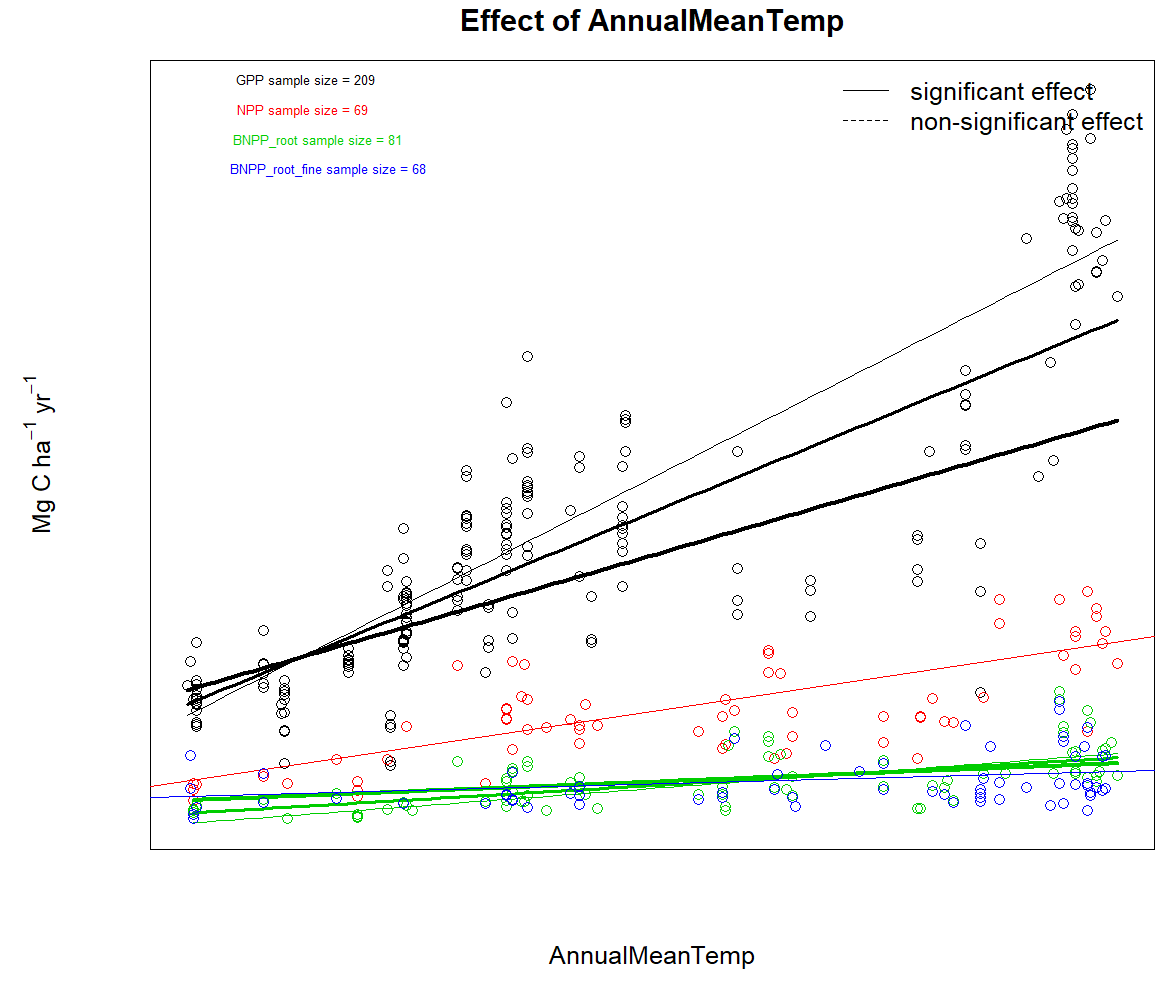 Effect of AnnualMeanTemp
GPP sample size = 209
NPP sample size = 69
BNPP_root sample size = 81
BNPP_root_fine sample size = 68
significant effect
non-significant effect
Mg C ha⁻¹ yr⁻¹
AnnualMeanTemp